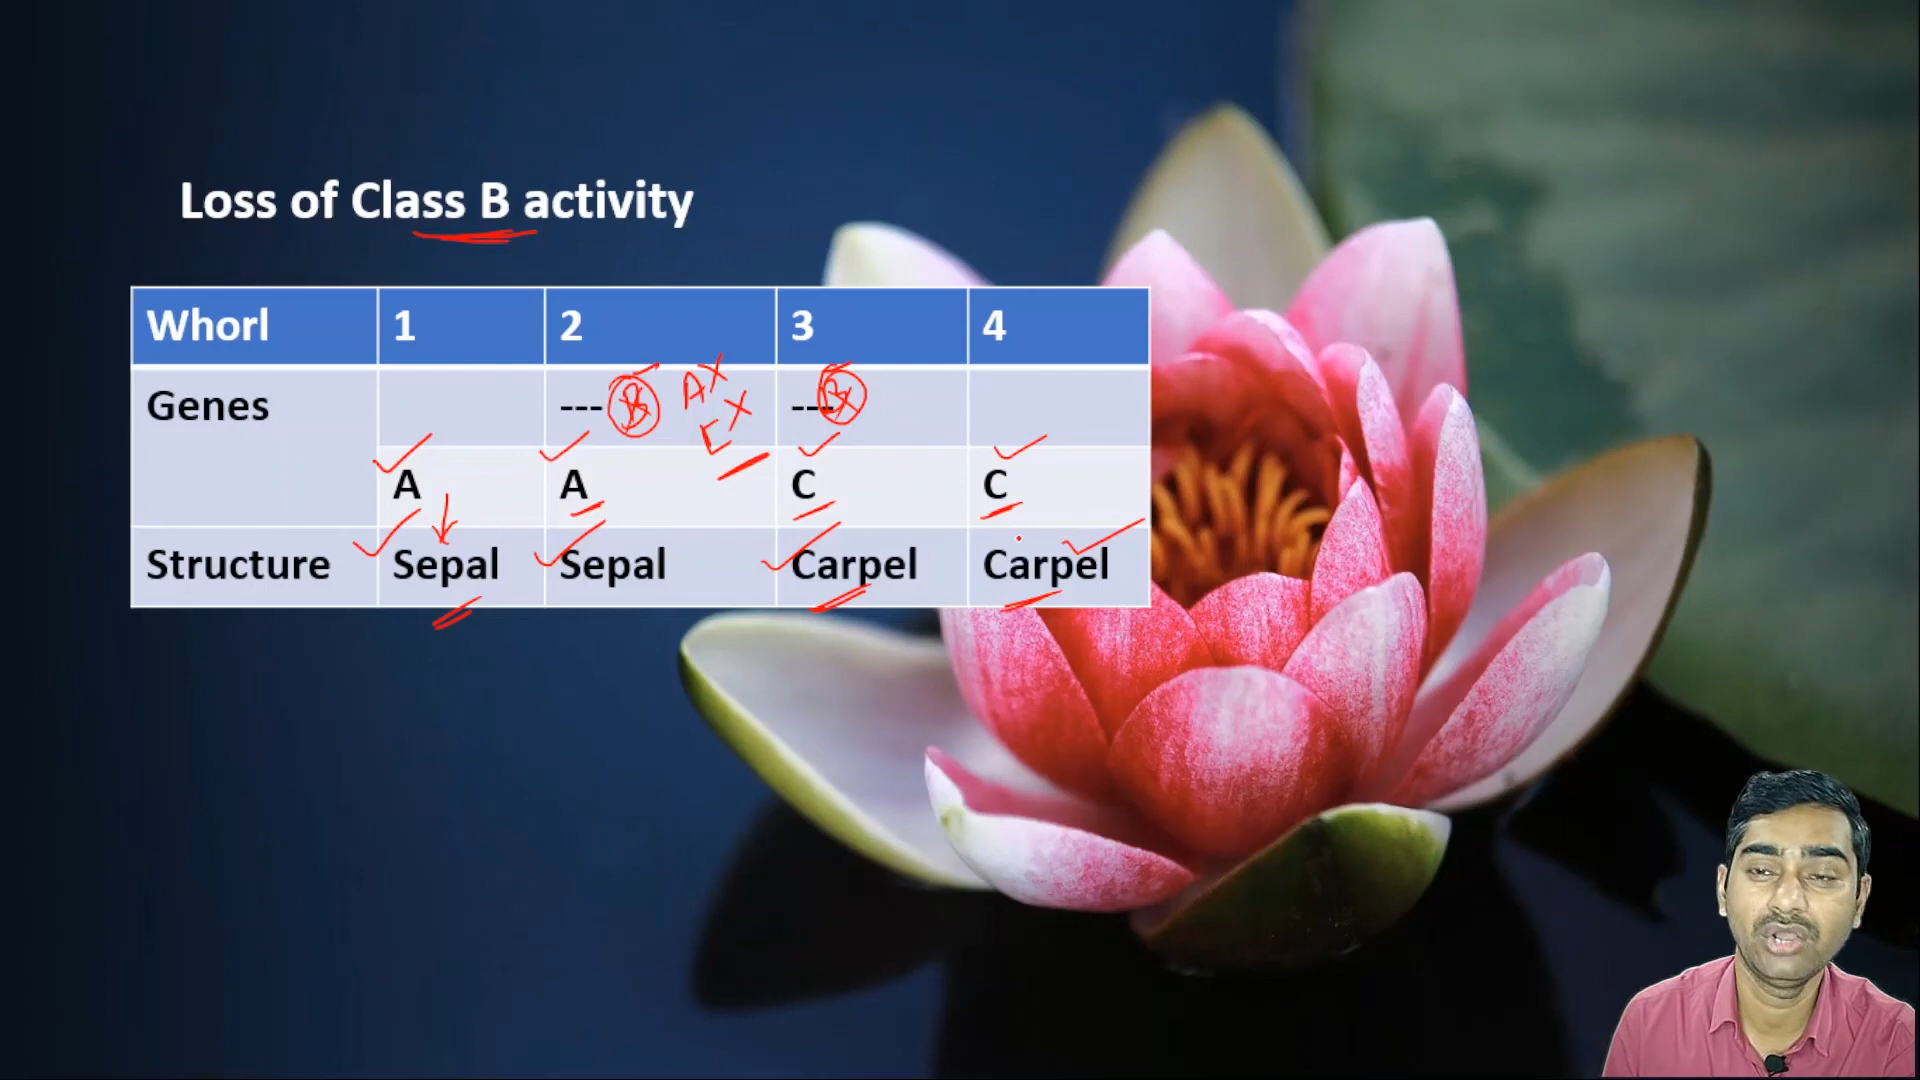 Loss of Class B activity
Whorl 1 2 3 4
Genes --- B A --- B
E
A A C C
Structure Sepal Sepal Carpel Carpel